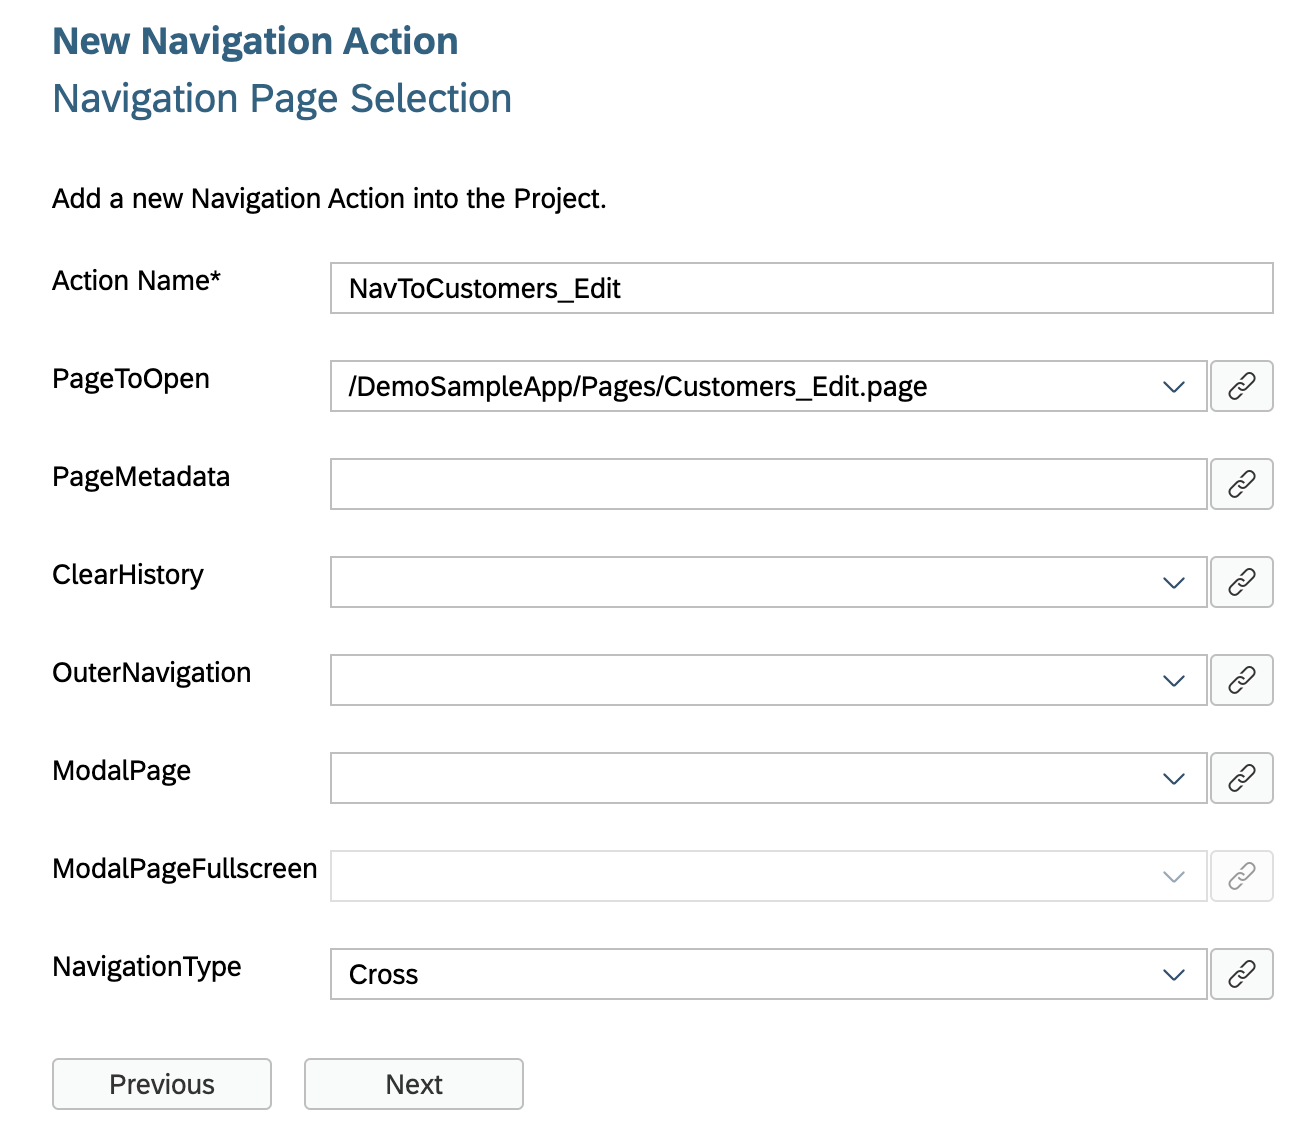 New Navigation Action
Navigation Page Selection
Add a new Navigation Action into the Project.
Action Name*
NavToCustomers_Edit
PageToOpen
/DemoSampleApp/Pages/Customers_Edit.page
PageMetadata
ClearHistory
OuterNavigation
ModalPage
ModalPageFullscreen
NavigationType
Cross
Previous
Next